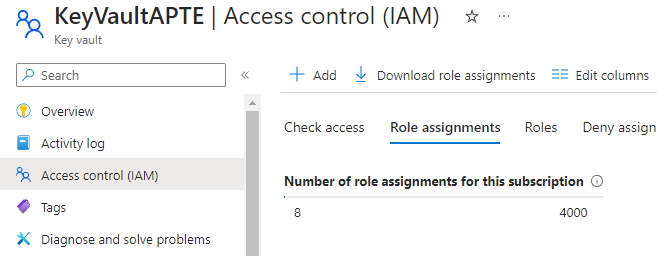 KeyVaultAPTE | Access control (IAM)
Key vault
Search
Overview
Activity log
Access control (IAM)
Tags
Diagnose and solve problems
Add
Download role assignments
Edit columns
Check access
Role assignments
Roles
Deny assign
Number of role assignments for this subscription
8
4000